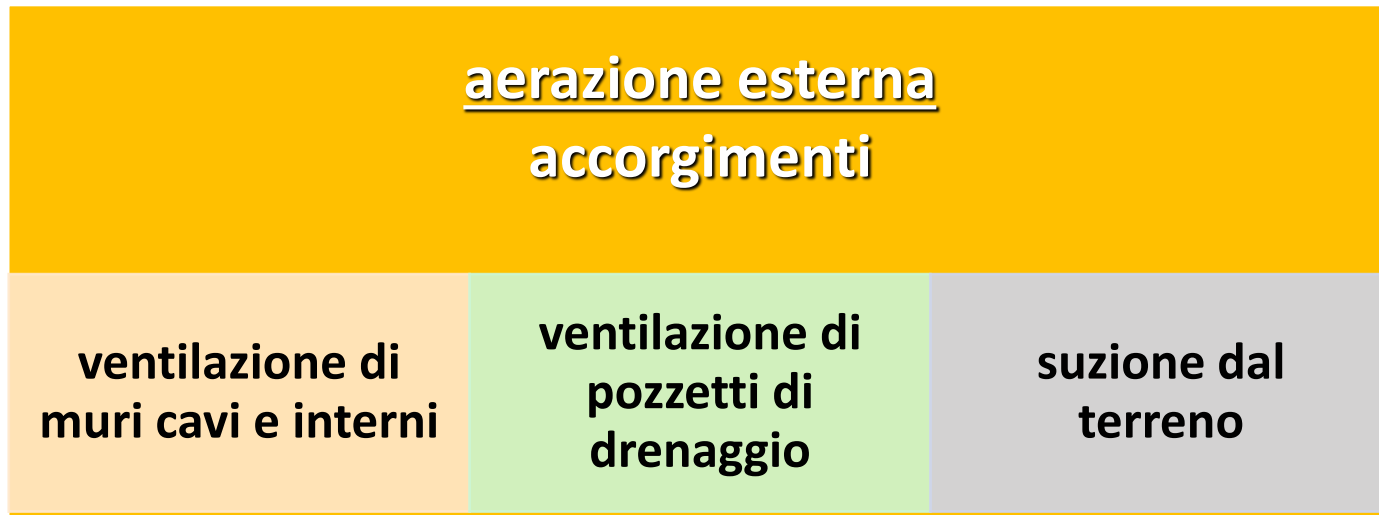 aerazione esterna
accorgimenti
ventilazione di
muri cavi e interni
ventilazione di
pozzetti di
drenaggio
suzione dal
terreno